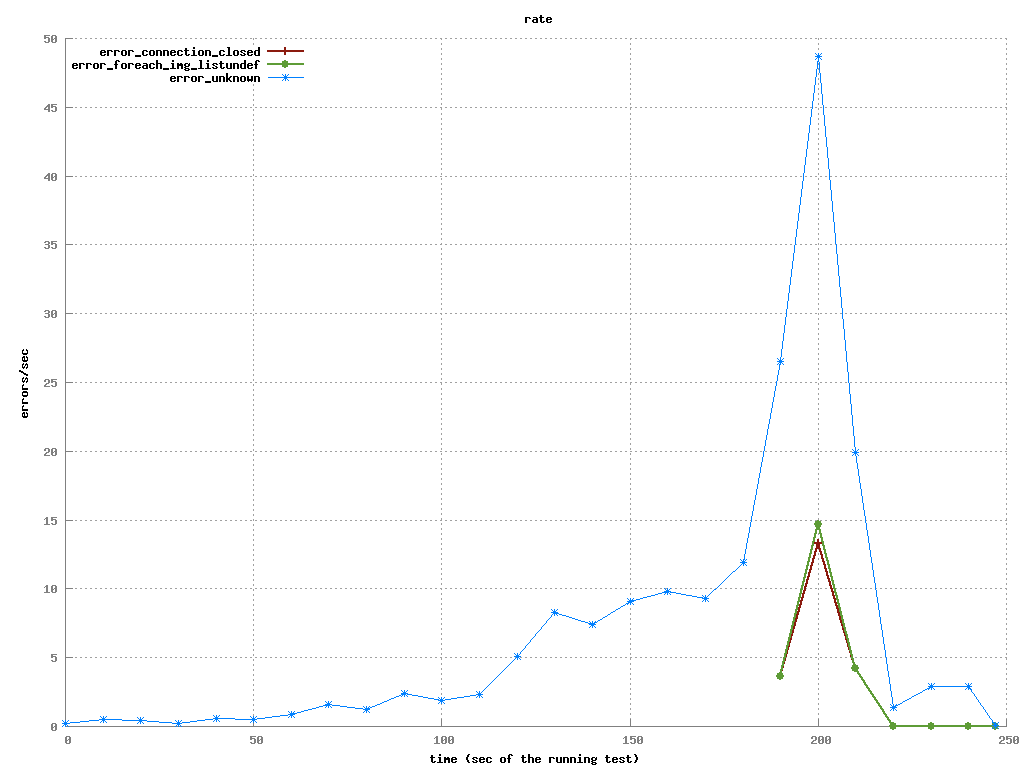 rate
error_connection_closed
error_foreach_img_listundef
error_unknown
50
45
40
35
30
25
20
15
10
5
0
errors/sec
0 50 100 150 200 250
time (sec of the running test)